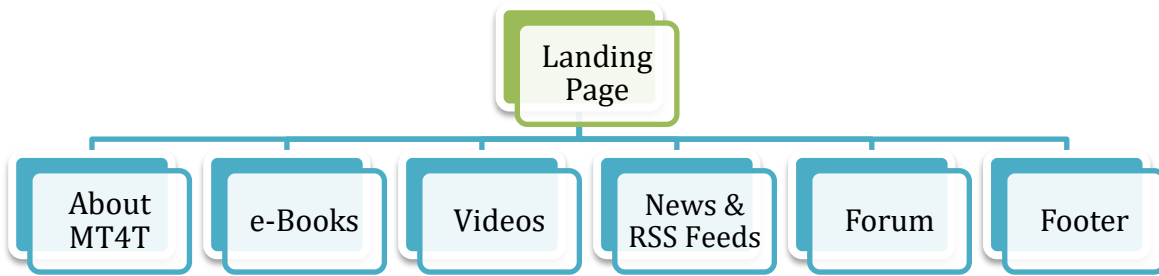 Landing
Page
About
MT4T
e-Books
Videos
News &
RSS Feeds
Forum
Footer